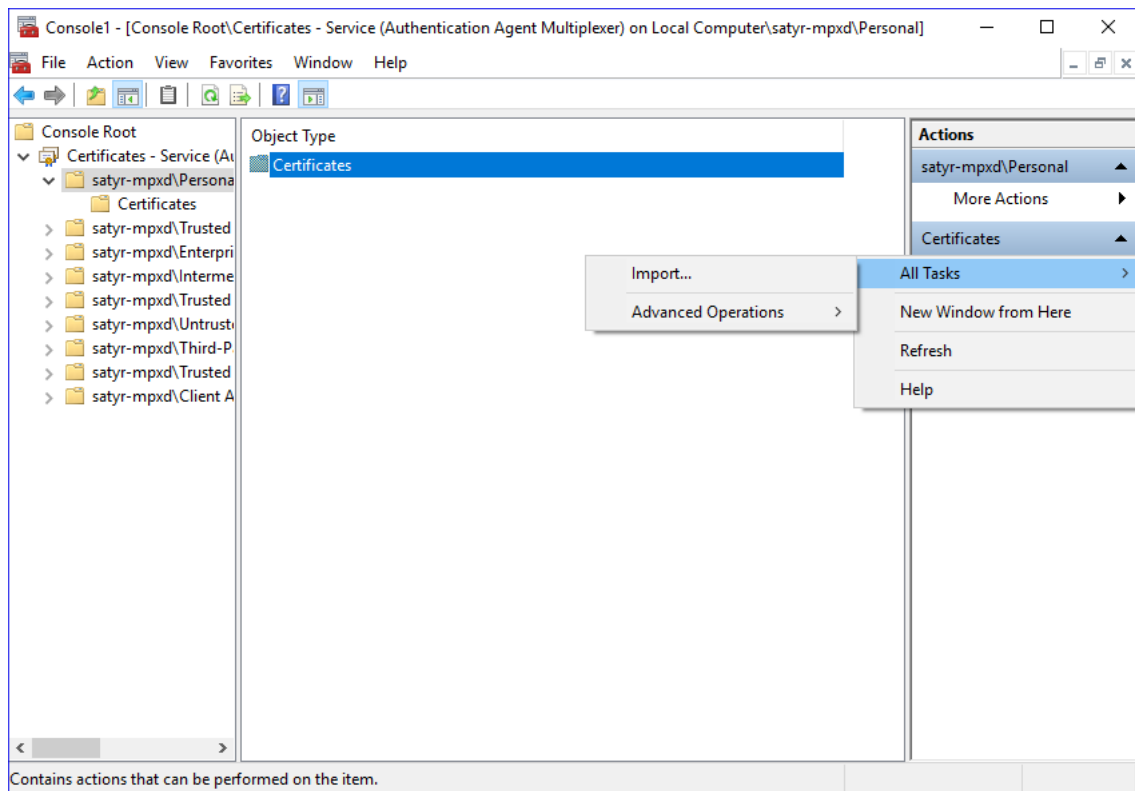 Console1 - [Console Root\Certificates - Service (Authentication Agent Multiplexer) on Local Computer\satyr-mpxd\Personal]
File Action View Favorites Window Help
Console Root
Certificates - Service (Au
satyr-mpxd\Persona
Certificates
satyr-mpxd\Trusted
satyr-mpxd\Enterpri
satyr-mpxd\Interme
satyr-mpxd\Trusted
satyr-mpxd\Untrust
satyr-mpxd\Third-P
satyr-mpxd\Trusted
satyr-mpxd\Client A
Object Type
Certificates
Import...
Advanced Operations
Actions
satyr-mpxd\Personal
More Actions
Certificates
All Tasks
New Window from Here
Refresh
Help
Contains actions that can be performed on the item.